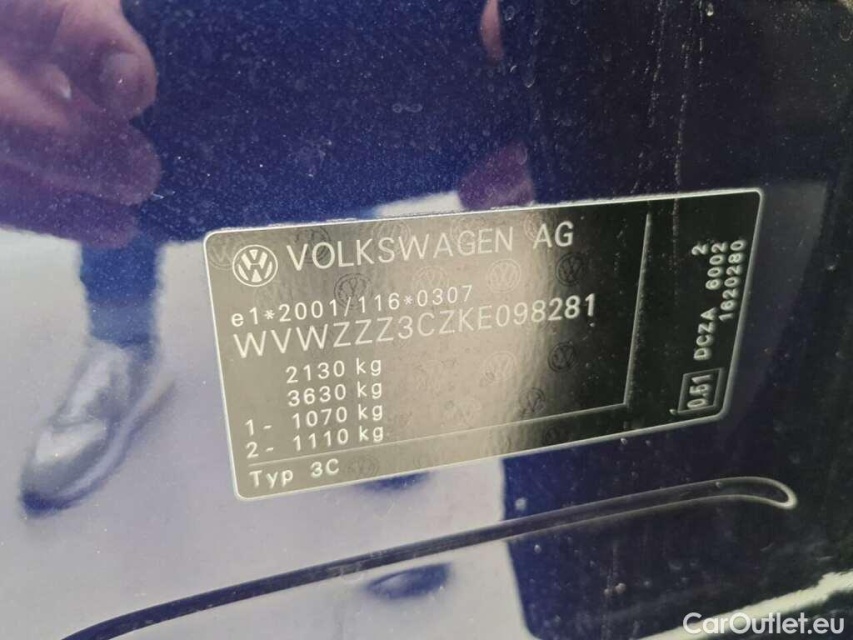 VOLKSWAGEN AG
e1*2001/116*0307
WVWZZZ3CZKE098281
2130 kg
3630 kg
1- 1070 kg
2- 1110 kg
Typ 3C
0.51 DCZA 6002 2
1620280
CarOutlet.eu